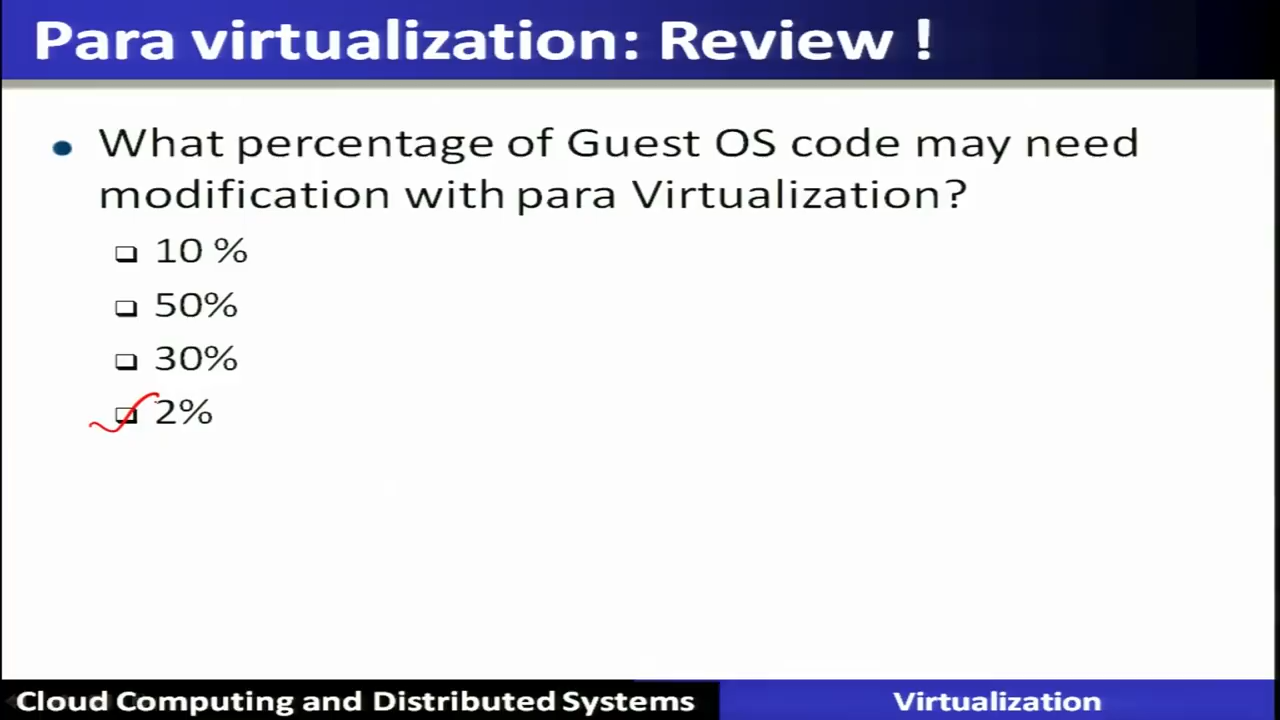 Para virtualization: Review !
• What percentage of Guest OS code may need
modification with para Virtualization?
❑ 10 %
❑ 50%
❑ 30%
❑ 2%
Cloud Computing and Distributed Systems
Virtualization